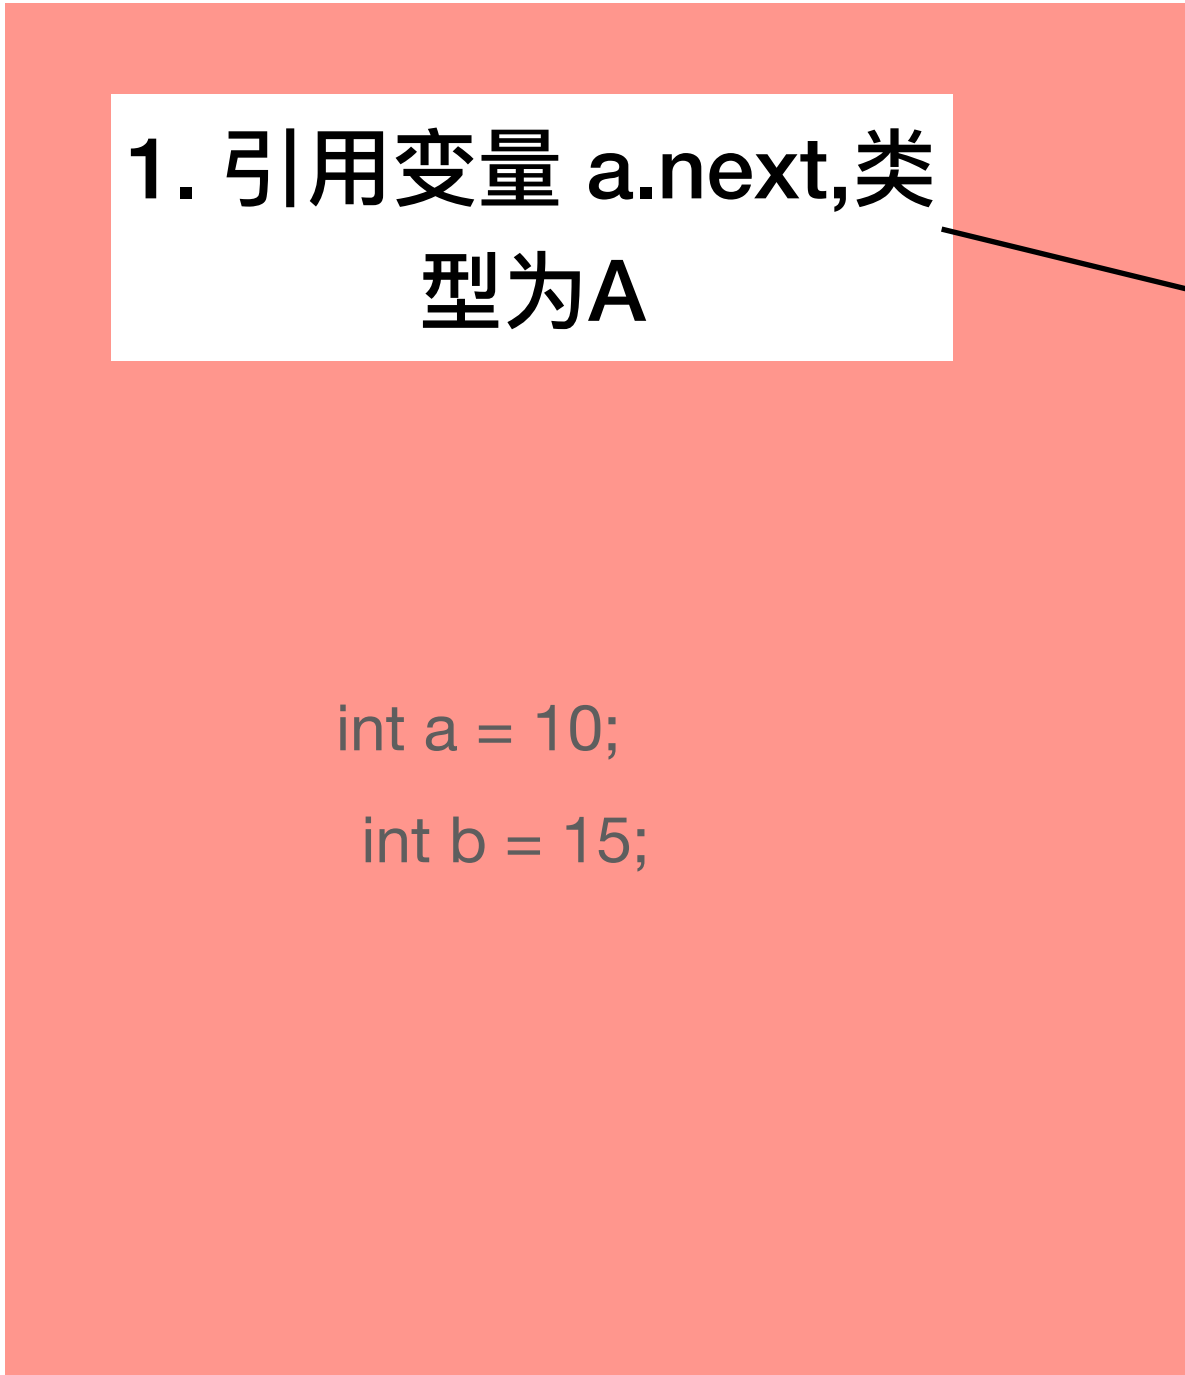 1. 引用变量 a.next,类
型为A
int a = 10;
int b = 15;